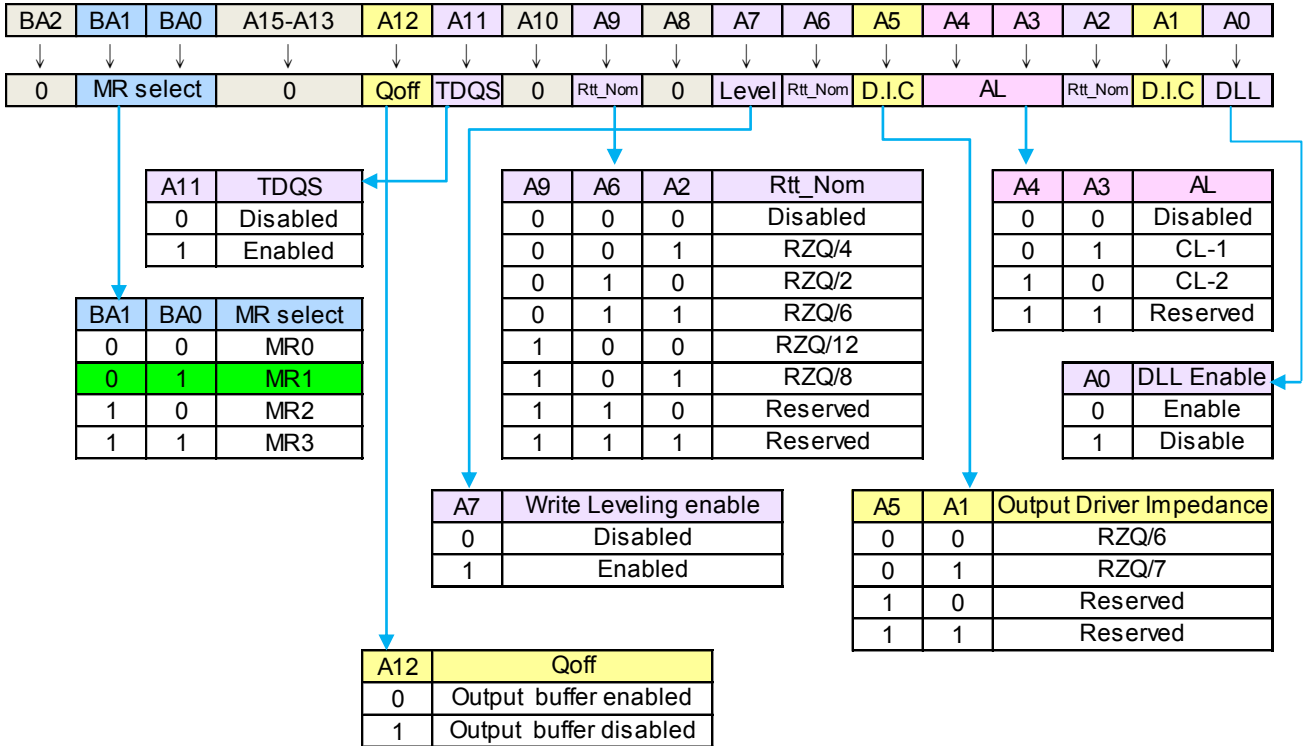 BA2 BA1 BA0 A15-A13 A12 A11 A10 A9 A8 A7 A6 A5 A4 A3 A2 A1 A0
0 MR select 0 Qoff TDQS 0 Rtt_Nom 0 Level Rtt_Nom D.I.C AL Rtt_Nom D.I.C DLL
A11 TDQS
0 Disabled
1 Enabled
A9 A6 A2 Rtt_Nom
0 0 0 Disabled
0 0 1 RZQ/4
0 1 0 RZQ/2
0 1 1 RZQ/6
1 0 0 RZQ/12
1 0 1 RZQ/8
1 1 0 Reserved
1 1 1 Reserved
A4 A3 AL
0 0 Disabled
0 1 CL-1
1 0 CL-2
1 1 Reserved
BA1 BA0 MR select
0 0 MR0
0 1 MR1
1 0 MR2
1 1 MR3
A0 DLL Enable
0 Enable
1 Disable
A7 Write Leveling enable
0 Disabled
1 Enabled
A5 A1 Output Driver Impedance
0 0 RZQ/6
0 1 RZQ/7
1 0 Reserved
1 1 Reserved
A12 Qoff
0 Output buffer enabled
1 Output buffer disabled